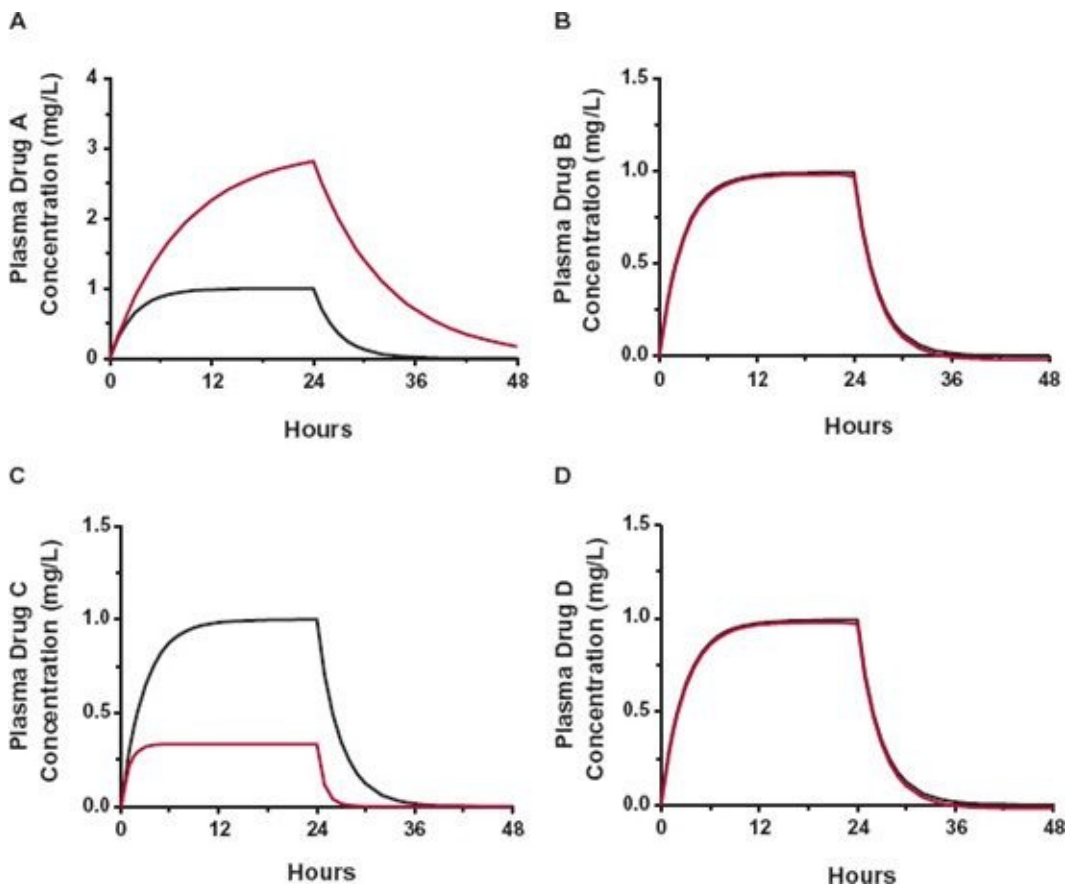 A
Plasma Drug A
Concentration (mg/L)
4
3
2
1
0
0
12
24
36
48
Hours
B
Plasma Drug B
Concentration (mg/L)
1.5
1.0
0.5
0.0
0
12
24
36
48
Hours
C
Plasma Drug C
Concentration (mg/L)
1.5
1.0
0.5
0.0
0
12
24
36
48
Hours
D
Plasma Drug D
Concentration (mg/L)
1.5
1.0
0.5
0.0
0
12
24
36
48
Hours